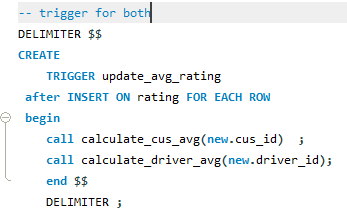 -- trigger for both
DELIMITER $$
CREATE
TRIGGER update_avg_rating
after INSERT ON rating FOR EACH ROW
begin
call calculate_cus_avg(new.cus_id)  ;
call calculate_driver_avg(new.driver_id);
end $$
DELIMITER ;